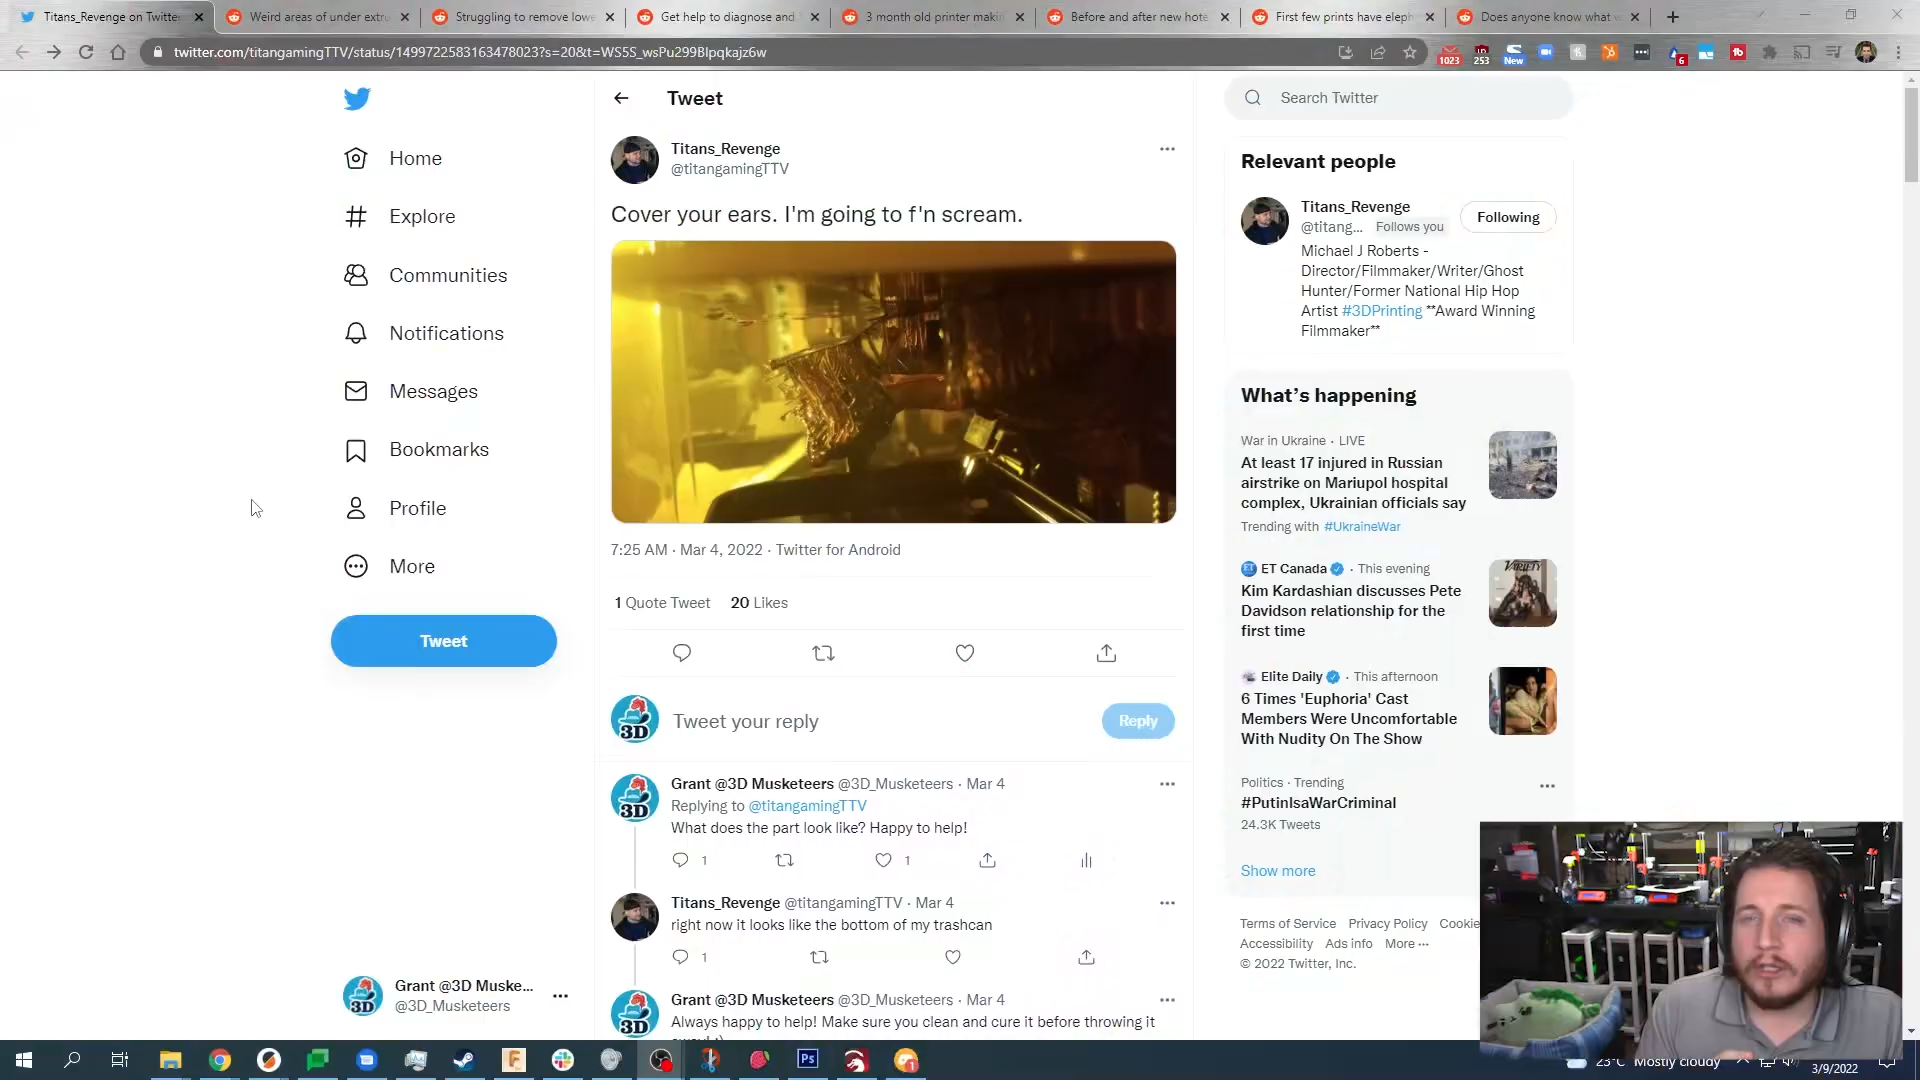 Titans_Revenge on Twitter
Weird areas of under extru
Struggling to remove lowe
Get help to diagnose and
3 month old printer makin
Before and after new hote
First few prints have eleph
Does anyone know what
twitter.com/titangamingTTV/status/1499722583163478023?s=20&t=WS5S_wsPu299Blpqkajz6w
1023
253
New
6
Home
Explore
Communities
Notifications
Messages
Bookmarks
Profile
More
Tweet
Grant @3D Muske...
@3D_Musketeers
Tweet
Titans_Revenge
@titangamingTTV
Cover your ears. I'm going to f'n scream.
7:25 AM · Mar 4, 2022 · Twitter for Android
1 Quote Tweet 20 Likes
3D
Tweet your reply
Reply
Grant @3D Musketeers @3D_Musketeers · Mar 4
Replying to @titangamingTTV
What does the part look like? Happy to help!
1 1
Titans_Revenge @titangamingTTV · Mar 4
right now it looks like the bottom of my trashcan
1
Grant @3D Musketeers @3D_Musketeers · Mar 4
Always happy to help! Make sure you clean and cure it before throwing it
Search Twitter
Relevant people
Titans_Revenge
@titang... Follows you
Following
Michael J Roberts -
Director/Filmmaker/Writer/Ghost
Hunter/Former National Hip Hop
Artist #3DPrinting **Award Winning
Filmmaker**
What's happening
War in Ukraine · LIVE
At least 17 injured in Russian
airstrike on Mariupol hospital
complex, Ukrainian officials say
Trending with #UkraineWar
ET Canada · This evening
Kim Kardashian discusses Pete
Davidson relationship for the
first time
VARIETY
Elite Daily · This afternoon
6 Times 'Euphoria' Cast
Members Were Uncomfortable
With Nudity On The Show
Politics · Trending
#PutinIsaWarCriminal
24.3K Tweets
Show more
Terms of Service Privacy Policy Cookie
Accessibility Ads info More ...
© 2022 Twitter, Inc.
Ps
23°C Mostly cloudy
3/9/2022